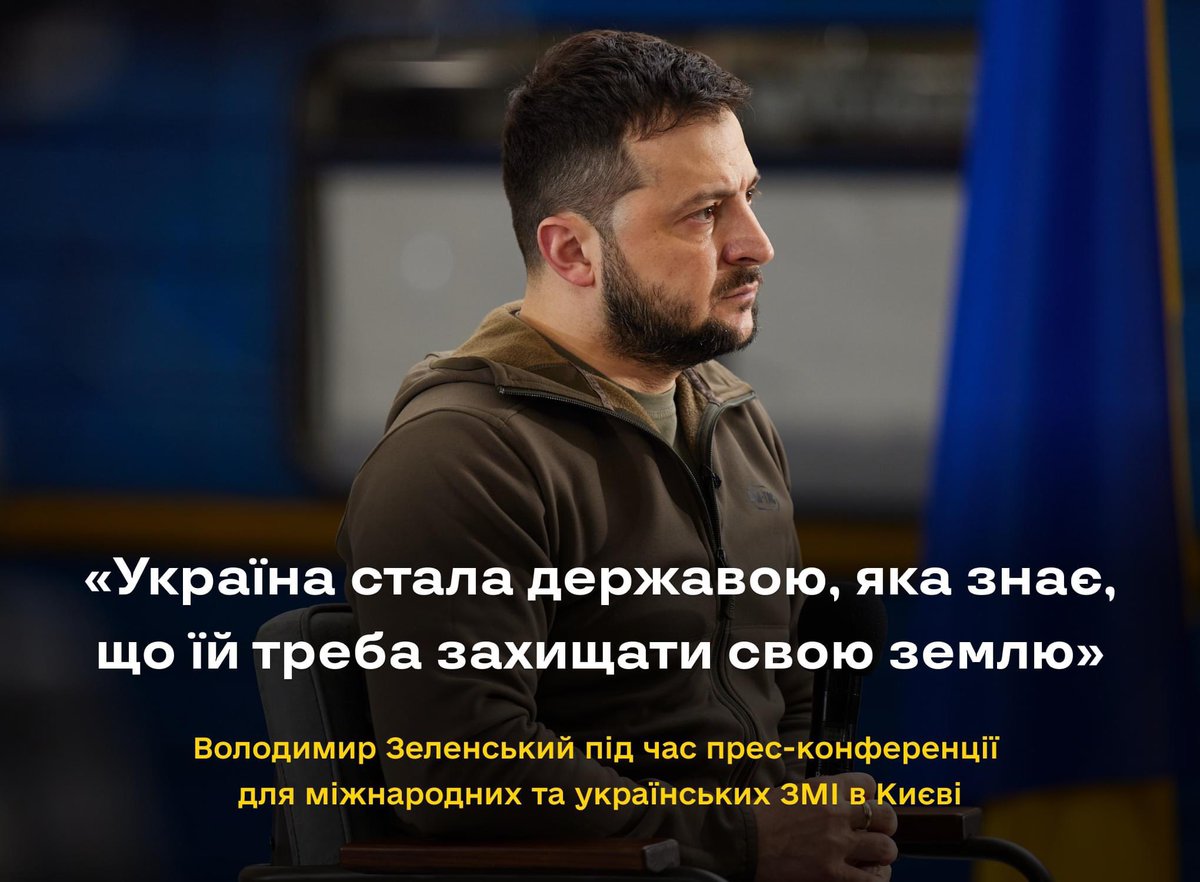 «Україна стала державою, яка знає,
що їй треба захищати свою землю»
Володимир Зеленський під час прес-конференції
для міжнародних та українських ЗМІ в Києві